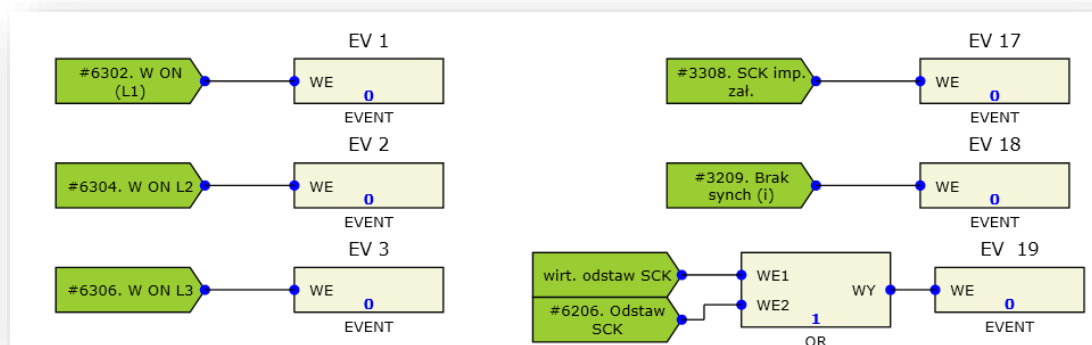 EV 1
#6302. W ON
(L1)
WE
0
EVENT
EV 2
#6304. W ON L2
WE
0
EVENT
EV 3
#6306. W ON L3
WE
0
EVENT
EV 17
#3308. SCK imp.
zał.
WE
0
EVENT
EV 18
#3209. Brak
synch (i)
WE
0
EVENT
EV  19
wirt. odstaw SCK
#6206. Odstaw
SCK
WE1
WE2
WY
1
OR
WE
0
EVENT